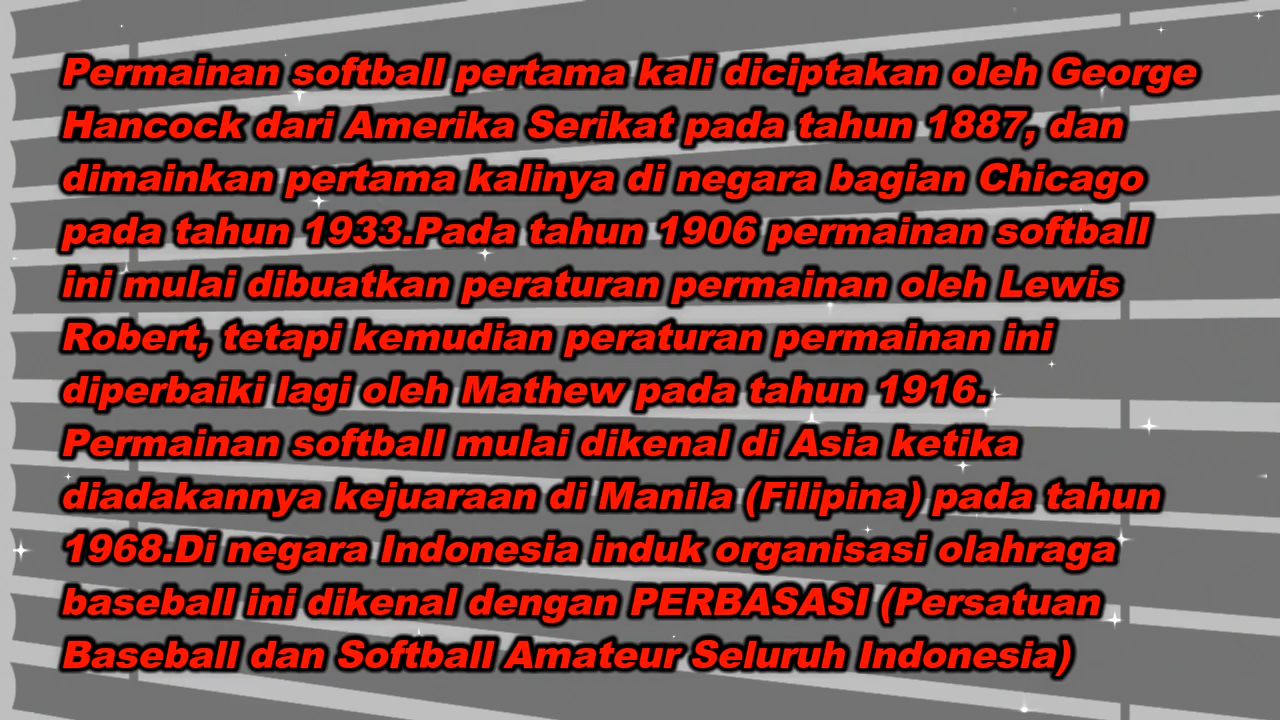 Permainan softball pertama kali diciptakan oleh George
Hancock dari Amerika Serikat pada tahun 1887, dan
dimainkan pertama kalinya di negara bagian Chicago
pada tahun 1933.Pada tahun 1906 permainan softball
ini mulai dibuatkan peraturan permainan oleh Lewis
Robert, tetapi kemudian peraturan permainan ini
diperbaiki lagi oleh Mathew pada tahun 1916.
Permainan softball mulai dikenal di Asia ketika
diadakannya kejuaraan di Manila (Filipina) pada tahun
1968.Di negara Indonesia induk organisasi olahraga
baseball ini dikenal dengan PERBASASI (Persatuan
Baseball dan Softball Amateur Seluruh Indonesia)